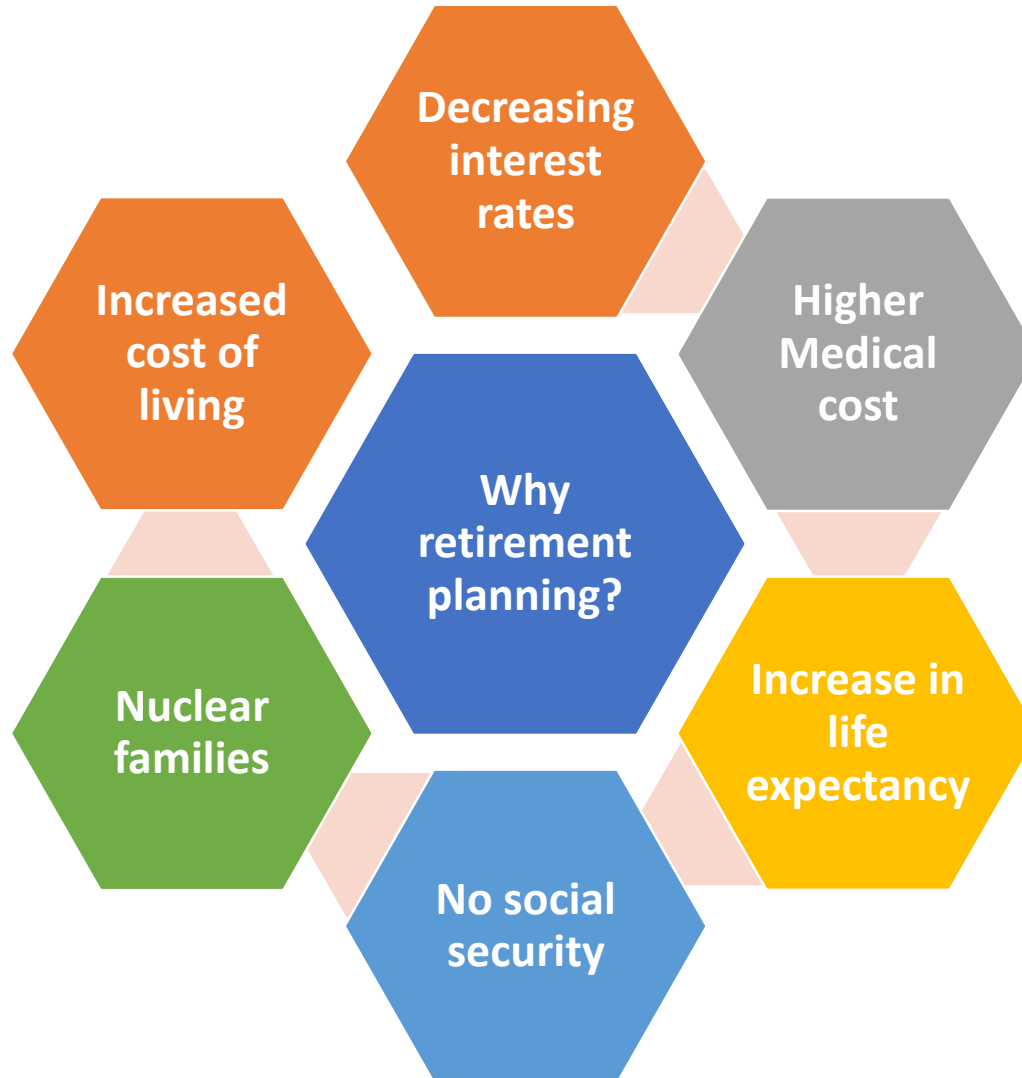 Decreasing
interest
rates
Higher
Medical
cost
Increase in
life
expectancy
No social
security
Nuclear
families
Increased
cost of
living
Why
retirement
planning?